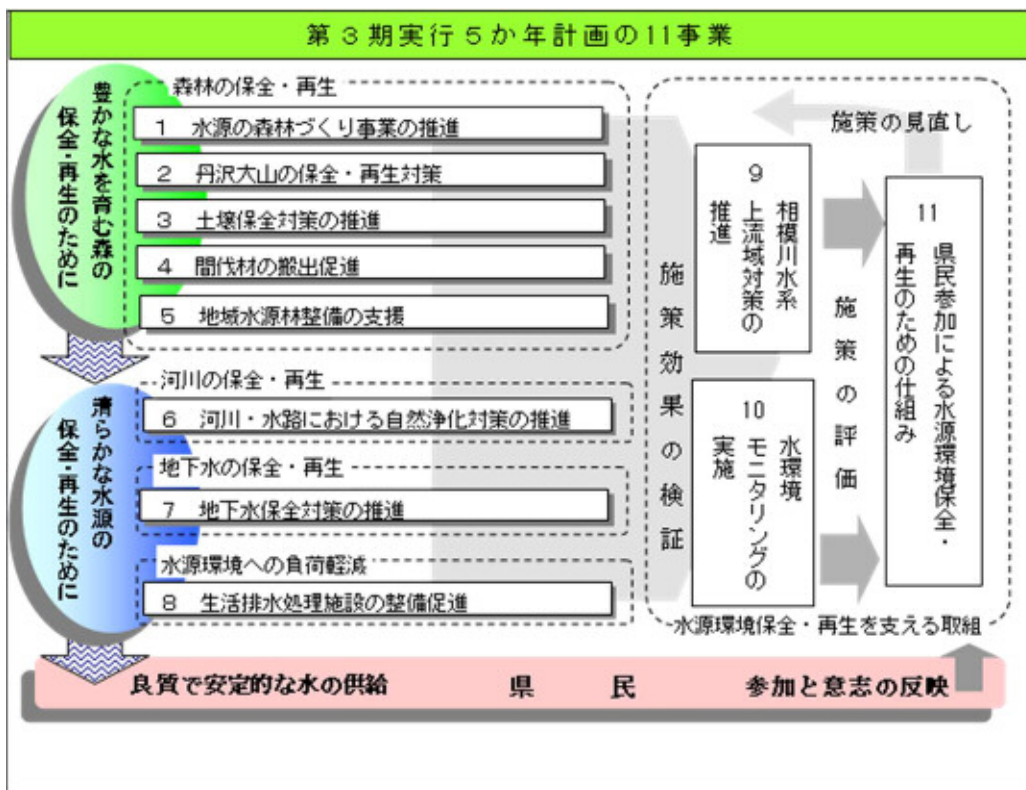 第３期実行５か年計画の11事業
豊かな水を育む森の
保全・再生のために
森林の保全・再生
1 水源の森林づくり事業の推進
2 丹沢大山の保全・再生対策
3 土壌保全対策の推進
4 間伐材の搬出促進
5 地域水源林整備の支援
清らかな水源の
保全・再生のために
河川の保全・再生
6 河川・水路における自然浄化対策の推進
地下水の保全・再生
7 地下水保全対策の推進
水源環境への負荷軽減
8 生活排水処理施設の整備促進
施策効果の検証
9
相模川水系
上流域対策の
推進
10
水環境
モニタリングの
実施
施策の評価
施策の見直し
11
県民参加による水源環境保全・
再生のための仕組み
水源環境保全・再生を支える取組
良質で安定的な水の供給 県 民 参加と意志の反映